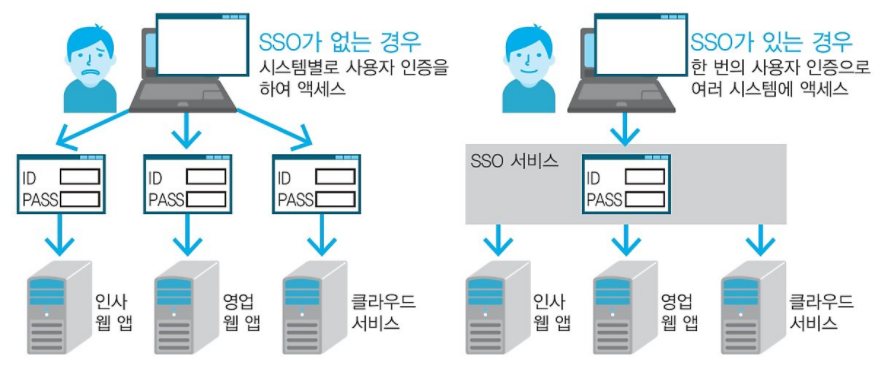 SSO가 없는 경우
시스템별로 사용자 인증을
하여 액세스
ID
PASS
ID
PASS
ID
PASS
인사
웹 앱
영업
웹 앱
클라우드
서비스
SSO가 있는 경우
한 번의 사용자 인증으로
여러 시스템에 액세스
SSO 서비스
ID
PASS
인사
웹 앱
영업
웹 앱
클라우드
서비스